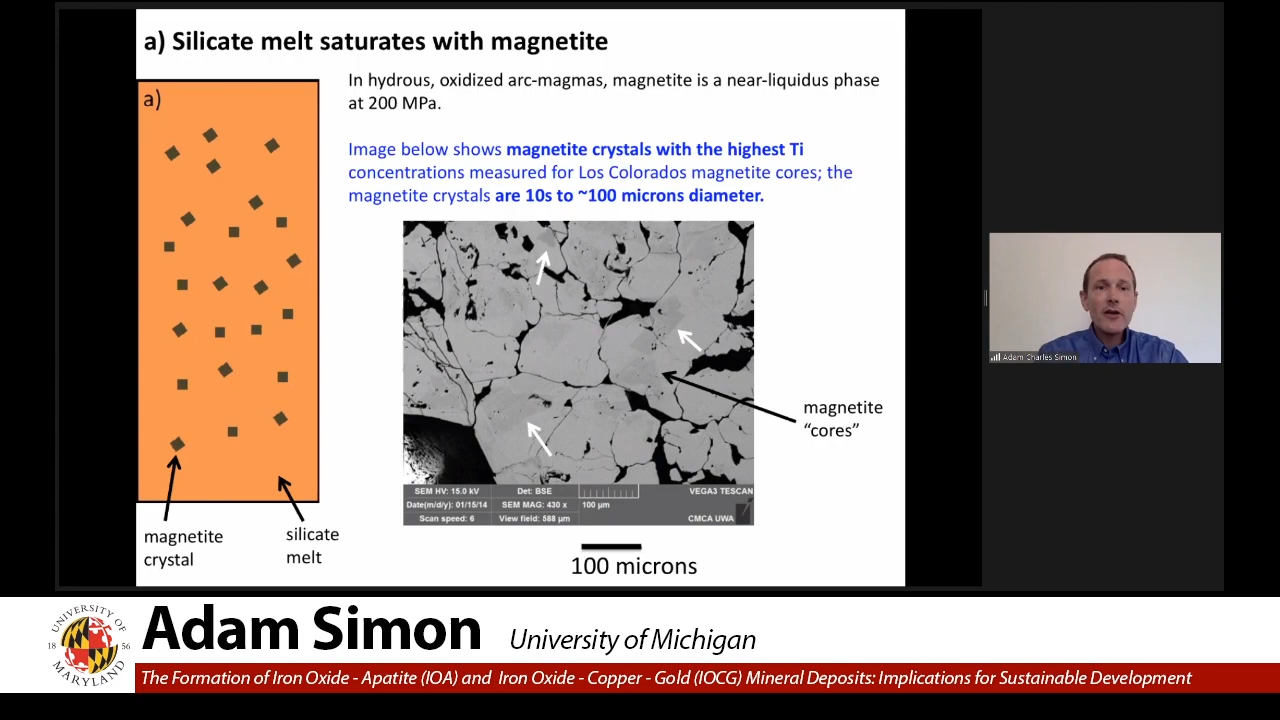 a) Silicate melt saturates with magnetite
a)
In hydrous, oxidized arc-magmas, magnetite is a near-liquidus phase
at 200 MPa.
Image below shows magnetite crystals with the highest Ti
concentrations measured for Los Colorados magnetite cores; the
magnetite crystals are 10s to ~100 microns diameter.
magnetite
“cores”
SEM HV: 15.0 kV Det: BSE VEGA3 TESCAN
Date(m/d/y): 01/15/14 SEM MAG: 430 x 100 µm
Scan speed: 6 View field: 588 µm CMCA UWA
magnetite
crystal
silicate
melt
100 microns
Adam Charles Simon
UNIVERSITY OF
18 56
MARYLAND
Adam Simon University of Michigan
The Formation of Iron Oxide - Apatite (IOA) and Iron Oxide - Copper - Gold (IOCG) Mineral Deposits: Implications for Sustainable Development